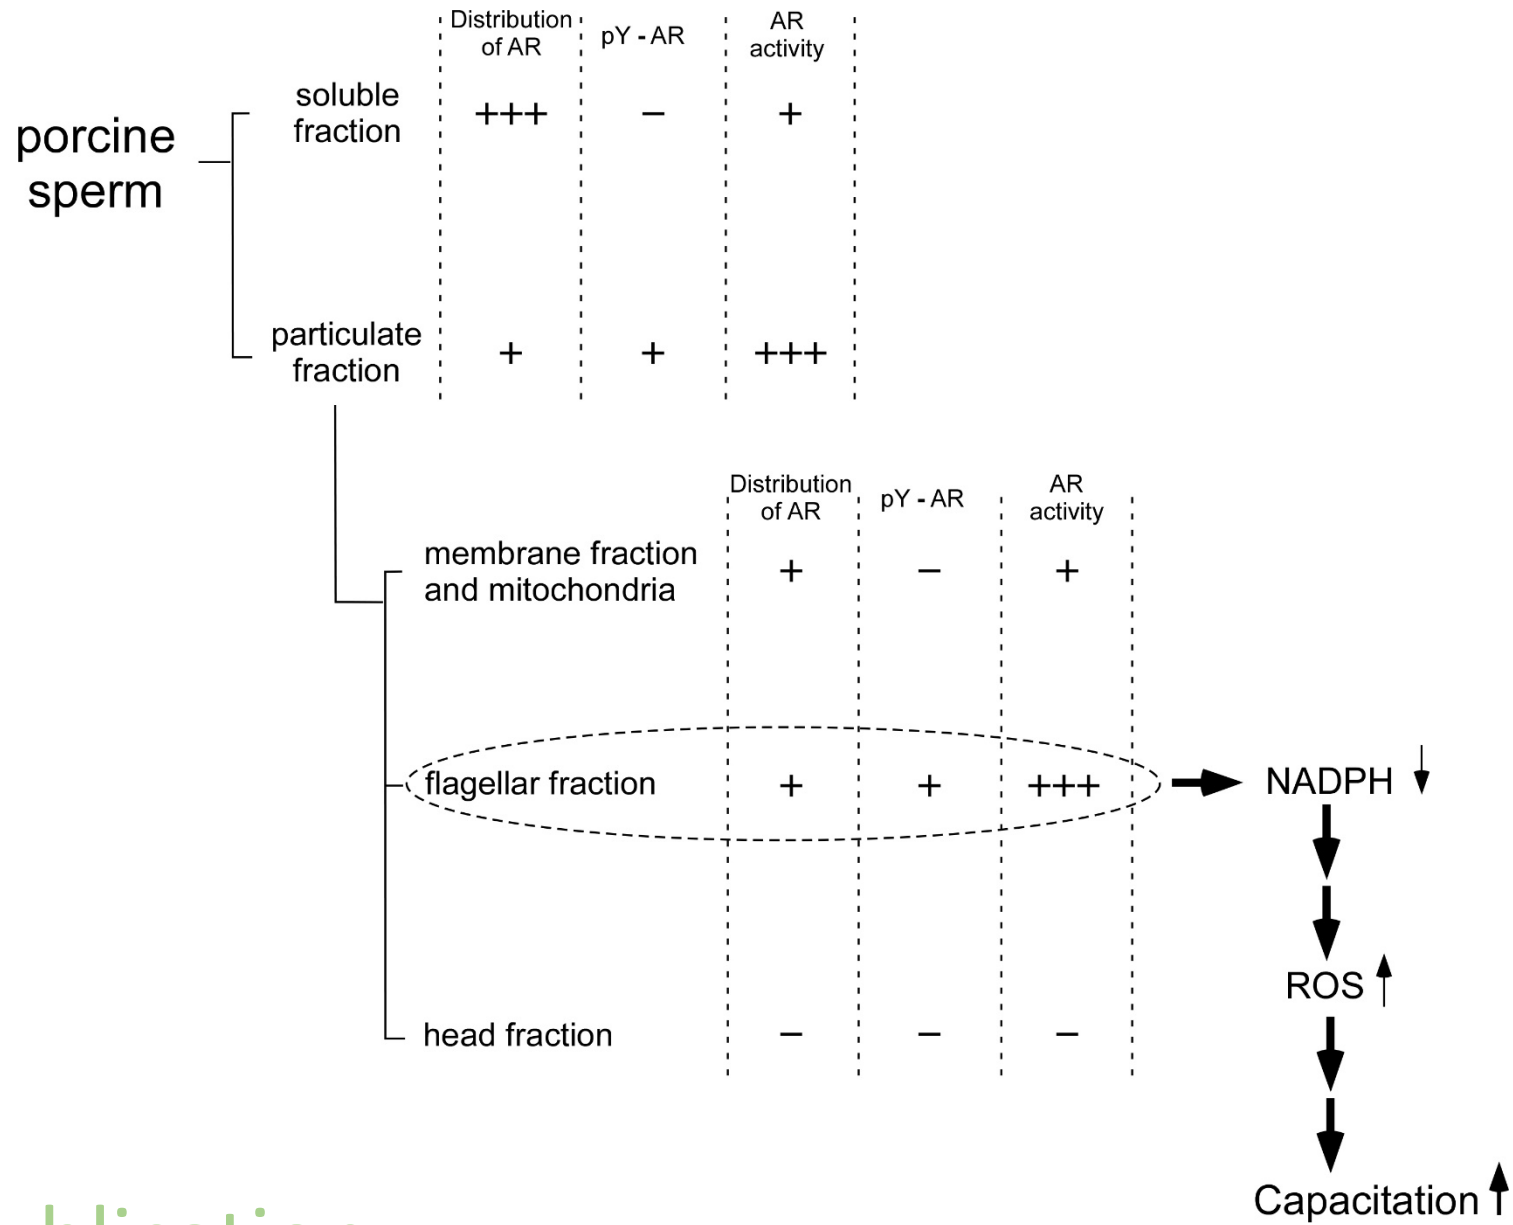 Distribution
of AR
pY - AR
AR
activity
porcine
sperm
soluble
fraction
+++
−
+
particulate
fraction
+
+
+++
Distribution
of AR
pY - AR
AR
activity
membrane fraction
and mitochondria
+
−
+
flagellar fraction
+
+
+++
NADPH
ROS
head fraction
−
−
−
Capacitation